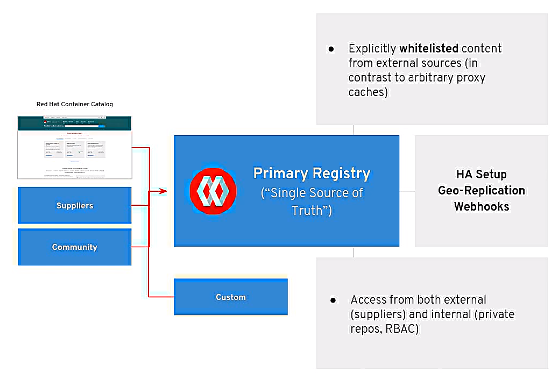 ● Explicitly whitelisted content
from external sources (in
contrast to arbitrary proxy
caches)
Red Hat Container Catalog
Primary Registry
("Single Source of
Truth")
HA Setup
Geo-Replication
Webhooks
Suppliers
Community
Custom
● Access from both external
(suppliers) and internal (private
repos, RBAC)